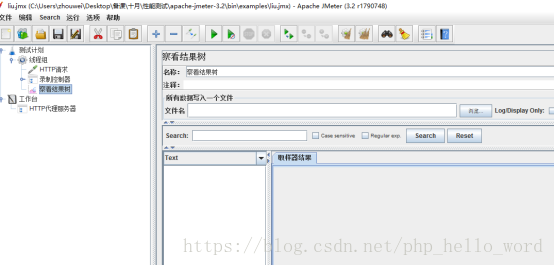 liu.jmx (C:\Users\zhouwei\Desktop\备课\十月\性能测试\apache-jmeter-3.2\bin\examples\liu.jmx) - Apache JMeter (3.2 r1790748)
文件 编辑 Search 运行 选项 帮助
测试计划
线程组
HTTP请求
录制控制器
察看结果树
工作台
HTTP代理服务器
察看结果树
名称: 察看结果树
注释:
所有数据写入一个文件
文件名 浏览... Log/Display Only:
Search: Case sensitive Regular exp. Search Reset
Text 取样器结果
https://blog.csdn.net/php_hello_word